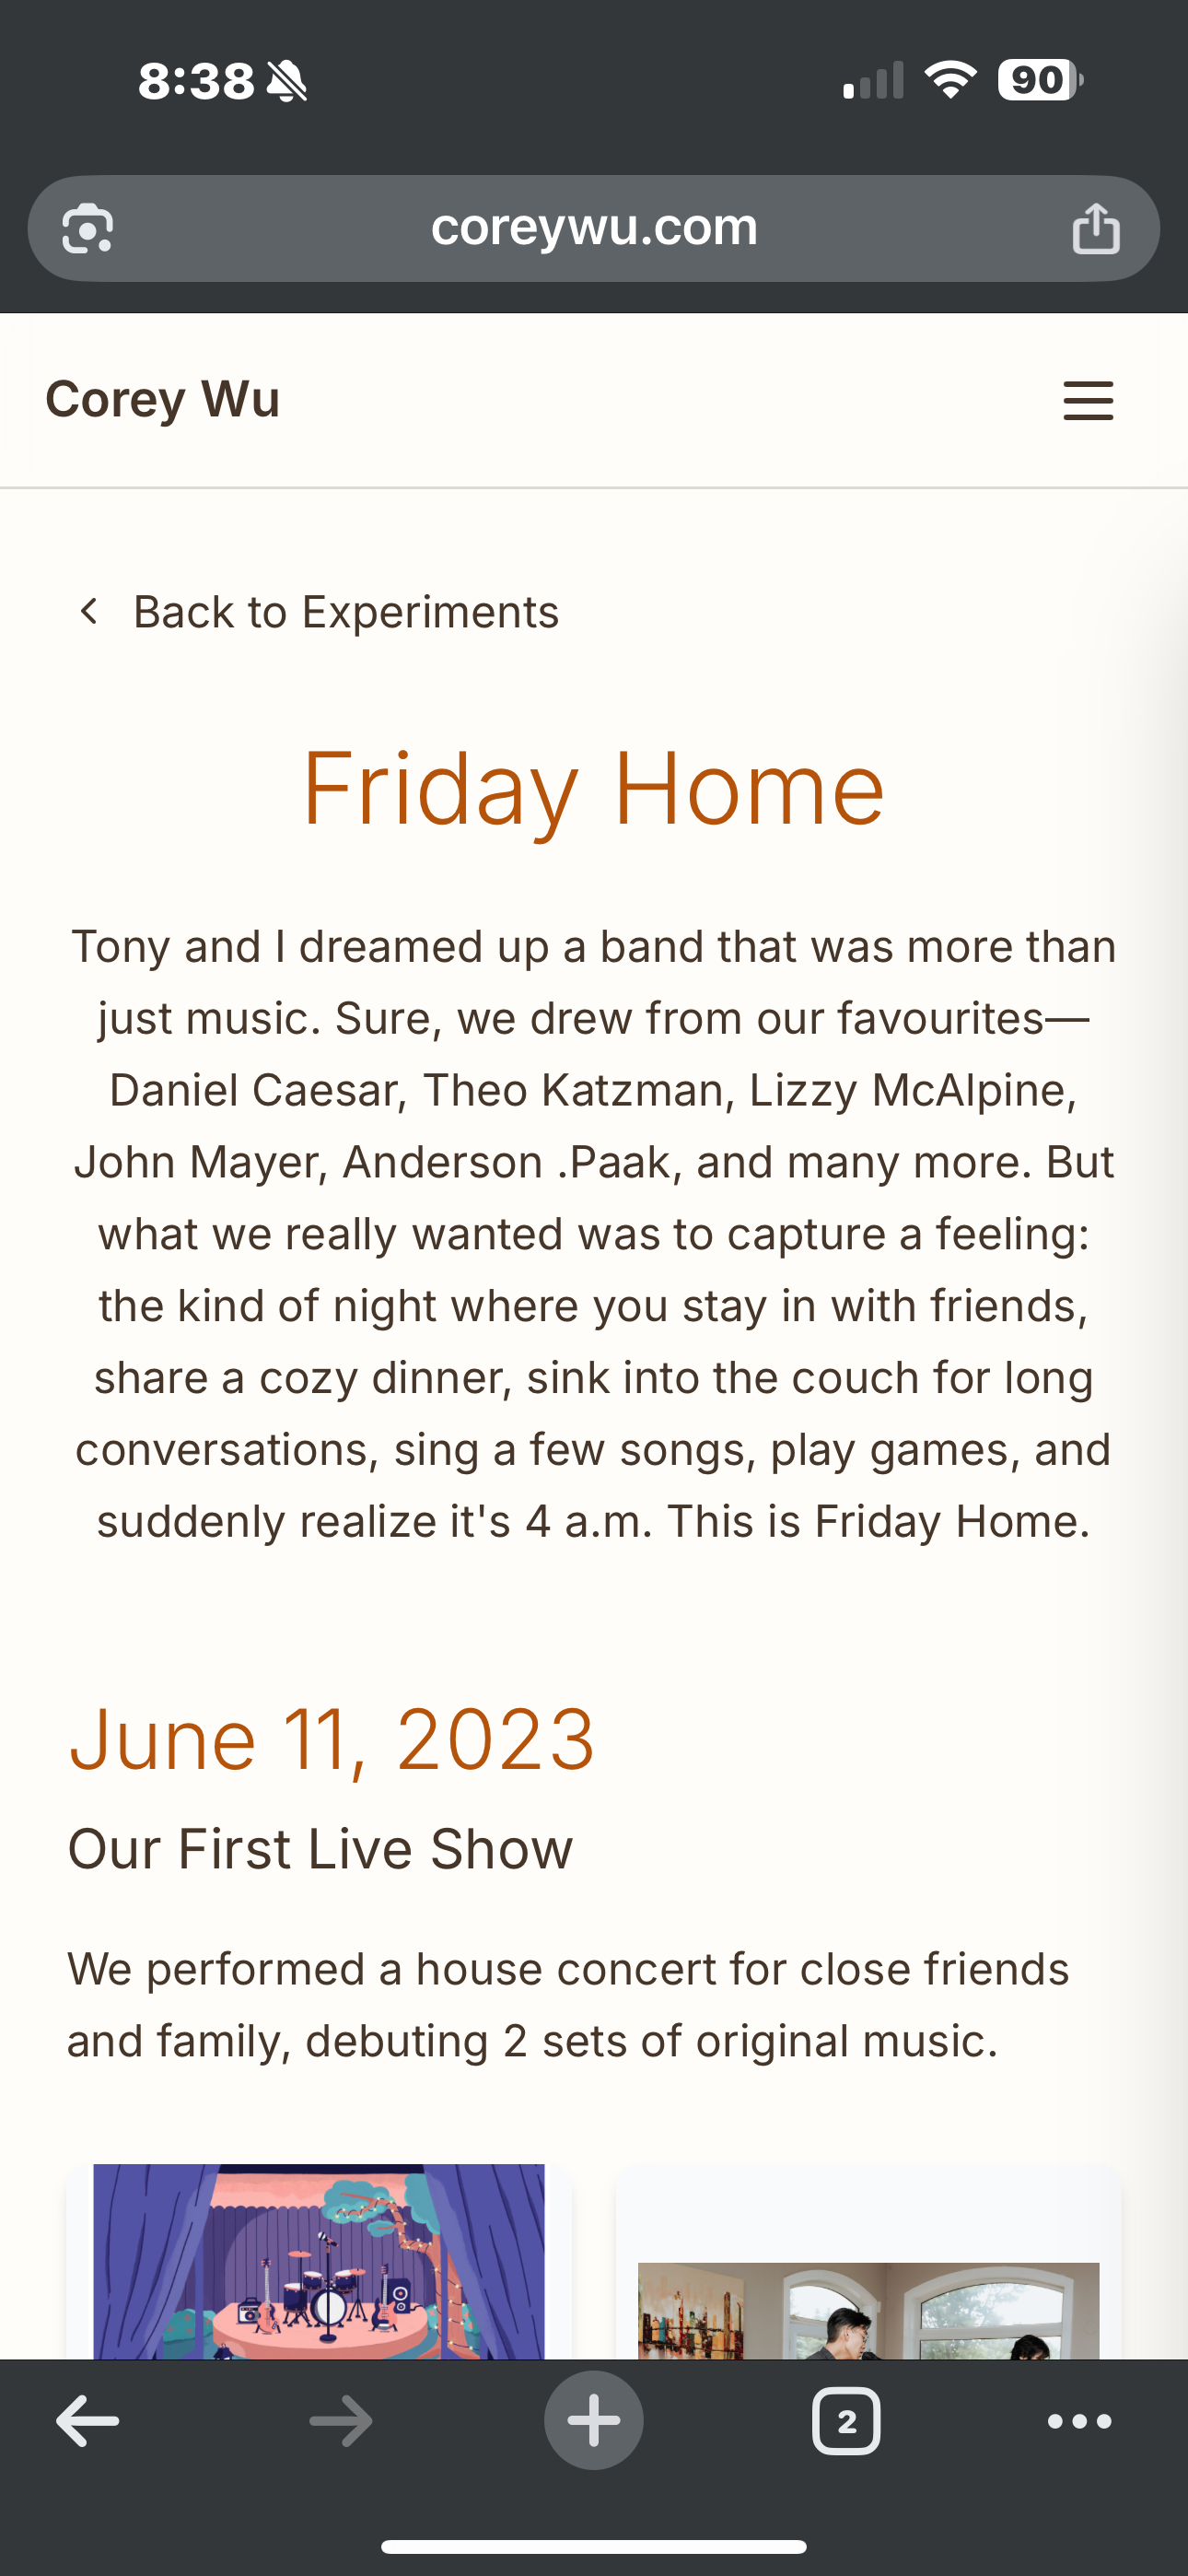 8:38
90
coreywu.com
Corey Wu
Back to Experiments
Friday Home
Tony and I dreamed up a band that was more than
just music. Sure, we drew from our favourites—
Daniel Caesar, Theo Katzman, Lizzy McAlpine,
John Mayer, Anderson .Paak, and many more. But
what we really wanted was to capture a feeling:
the kind of night where you stay in with friends,
share a cozy dinner, sink into the couch for long
conversations, sing a few songs, play games, and
suddenly realize it's 4 a.m. This is Friday Home.
June 11, 2023
Our First Live Show
We performed a house concert for close friends
and family, debuting 2 sets of original music.
2